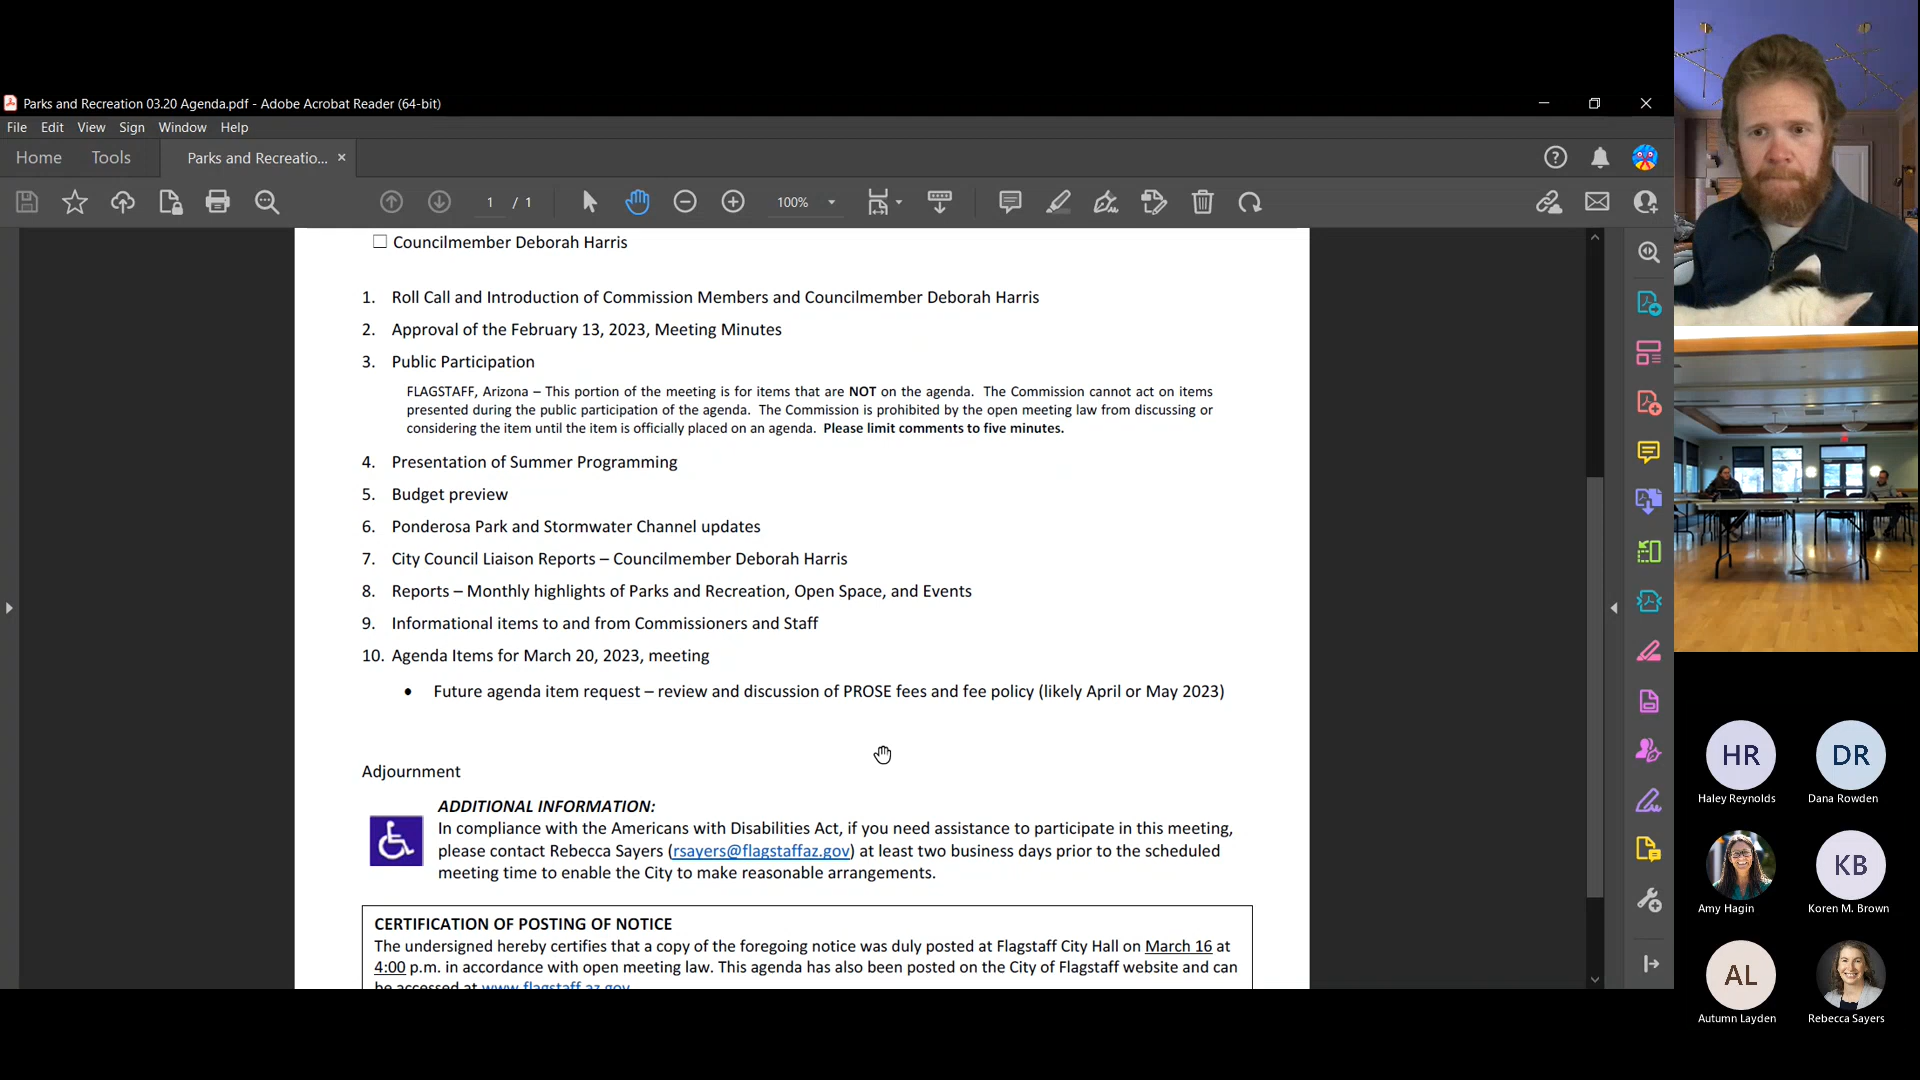 Parks and Recreation 03.20 Agenda.pdf - Adobe Acrobat Reader (64-bit)
File Edit View Sign Window Help
Home Tools Parks and Recreatio... ×
1 / 1 100%
☐ Councilmember Deborah Harris
1. Roll Call and Introduction of Commission Members and Councilmember Deborah Harris
2. Approval of the February 13, 2023, Meeting Minutes
3. Public Participation
FLAGSTAFF, Arizona – This portion of the meeting is for items that are NOT on the agenda. The Commission cannot act on items
presented during the public participation of the agenda. The Commission is prohibited by the open meeting law from discussing or
considering the item until the item is officially placed on an agenda. Please limit comments to five minutes.
4. Presentation of Summer Programming
5. Budget preview
6. Ponderosa Park and Stormwater Channel updates
7. City Council Liaison Reports – Councilmember Deborah Harris
8. Reports – Monthly highlights of Parks and Recreation, Open Space, and Events
9. Informational items to and from Commissioners and Staff
10. Agenda Items for March 20, 2023, meeting
• Future agenda item request – review and discussion of PROSE fees and fee policy (likely April or May 2023)
Adjournment
ADDITIONAL INFORMATION:
In compliance with the Americans with Disabilities Act, if you need assistance to participate in this meeting,
please contact Rebecca Sayers (rsayers@flagstaffaz.gov) at least two business days prior to the scheduled
meeting time to enable the City to make reasonable arrangements.
CERTIFICATION OF POSTING OF NOTICE
The undersigned hereby certifies that a copy of the foregoing notice was duly posted at Flagstaff City Hall on March 16 at
4:00 p.m. in accordance with open meeting law. This agenda has also been posted on the City of Flagstaff website and can
be accessed at www.flagstaff.az.gov
HR DR
Haley Reynolds Dana Rowden
KB
Amy Hagin Koren M. Brown
AL
Autumn Layden Rebecca Sayers